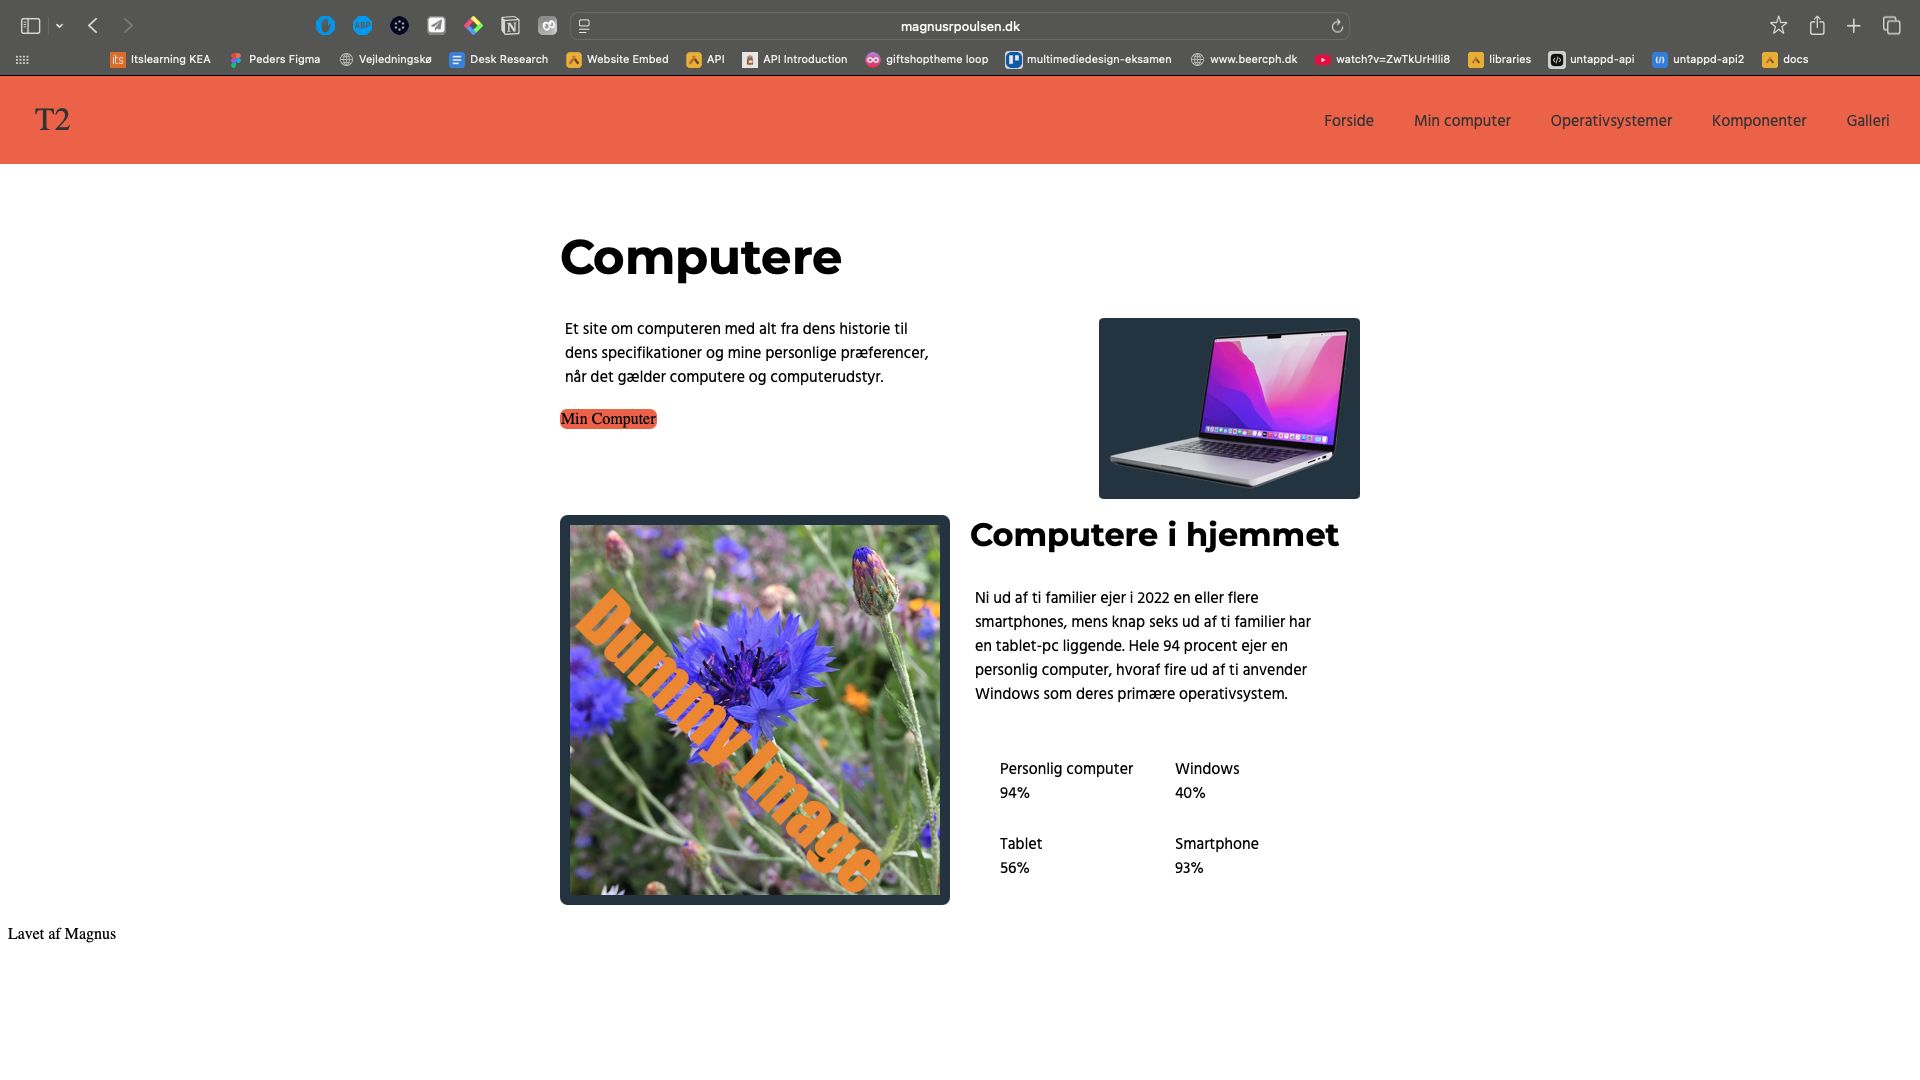 magnusrpoulsen.dk
Itslearning KEA
Peders Figma
Vejledningskø
Desk Research
Website Embed
API
API Introduction
giftshoptheme loop
multimediedesign-eksamen
www.beercph.dk
watch?v=ZwTkUrHlIi8
libraries
untappd-api
untappd-api2
docs
T2
Forside
Min computer
Operativsystemer
Komponenter
Galleri
Computere
Et site om computeren med alt fra dens historie til
dens specifikationer og mine personlige præferencer,
når det gælder computere og computerudstyr.
Min Computer
Dummy Image
Computere i hjemmet
Ni ud af ti familier ejer i 2022 en eller flere
smartphones, mens knap seks ud af ti familier har
en tablet-pc liggende. Hele 94 procent ejer en
personlig computer, hvoraf fire ud af ti anvender
Windows som deres primære operativsystem.
Personlig computer
94%
Windows
40%
Tablet
56%
Smartphone
93%
Lavet af Magnus